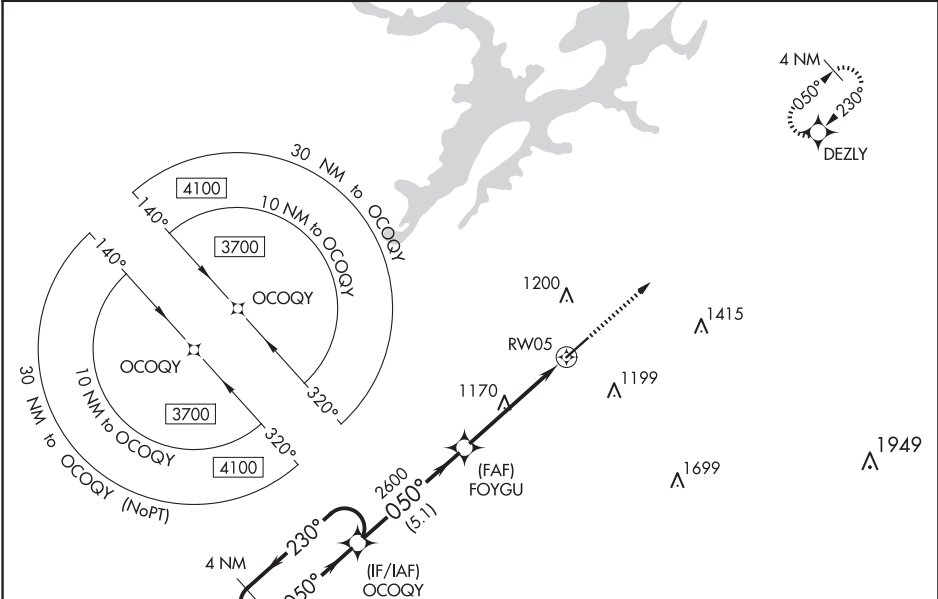 4 NM
050°
230°
DEZLY
30 NM to OCOQY
4100
140°
10 NM to OCOQY
3700
OCOQY
320°
140°
OCOQY
3700
10 NM to OCOQY
320°
4100
30 NM to OCOQY (NoPT)
1200
1415
RW05
1170
1199
1949
1699
(FAF)
FOYGU
2600
050°
(5.1)
230°
4 NM
050°
(IF/IAF)
OCOQY